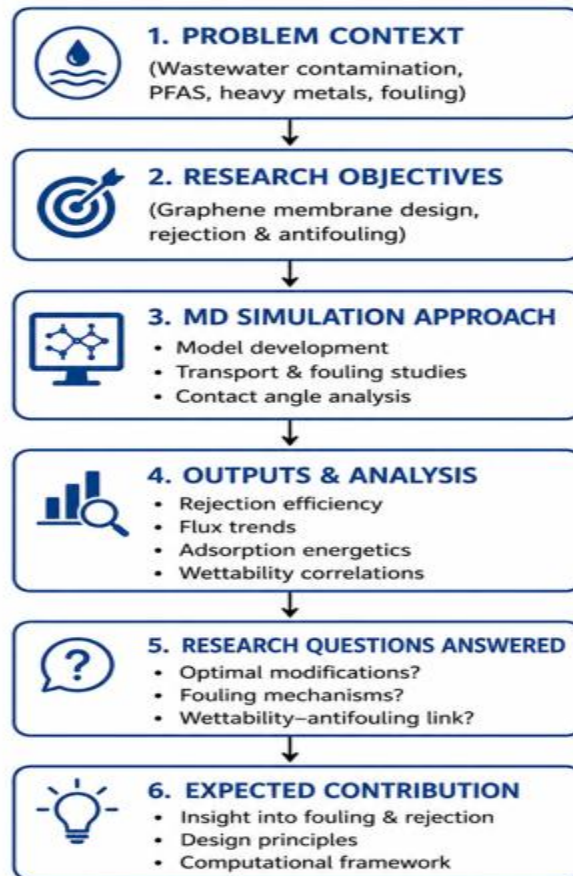 1. PROBLEM CONTEXT
(Wastewater contamination,
PFAS, heavy metals, fouling)
2. RESEARCH OBJECTIVES
(Graphene membrane design,
rejection & antifouling)
3. MD SIMULATION APPROACH
• Model development
• Transport & fouling studies
• Contact angle analysis
4. OUTPUTS & ANALYSIS
• Rejection efficiency
• Flux trends
• Adsorption energetics
• Wettability correlations
?
5. RESEARCH QUESTIONS ANSWERED
• Optimal modifications?
• Fouling mechanisms?
• Wettability–antifouling link?
6. EXPECTED CONTRIBUTION
• Insight into fouling & rejection
• Design principles
• Computational framework